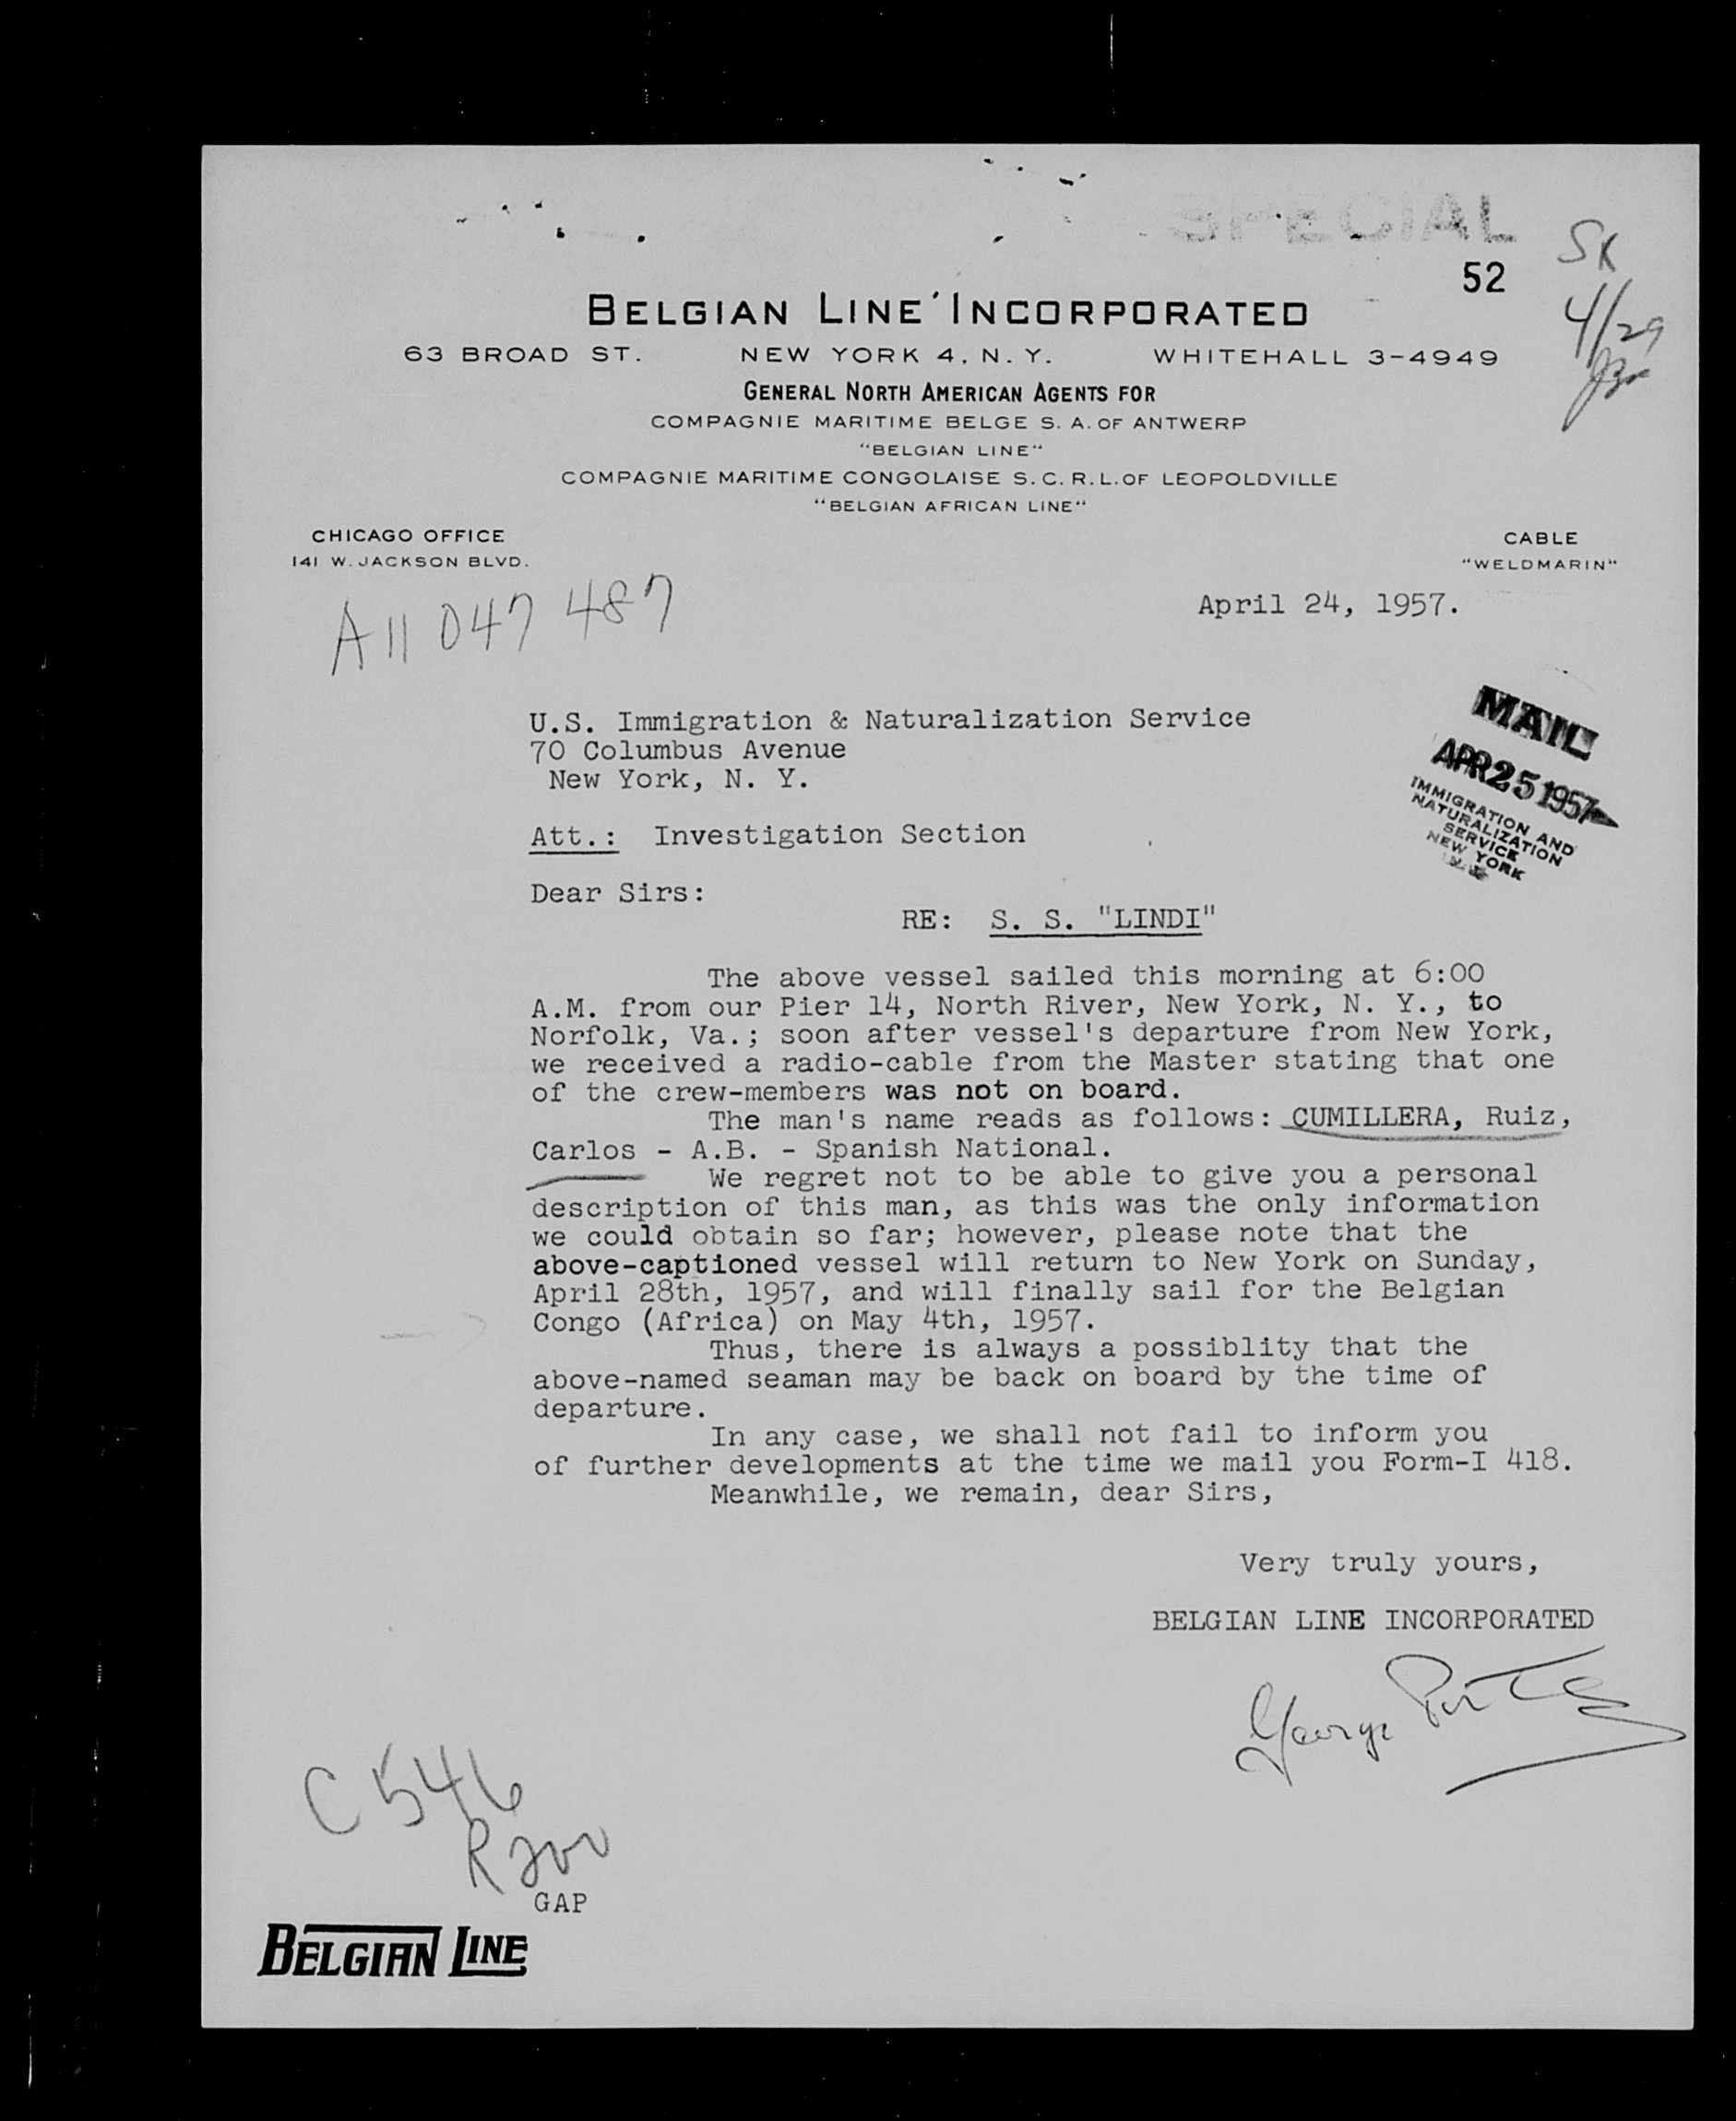 SPECIAL
52
SK
4/29
BELGIAN LINE INCORPORATED
63 BROAD ST. NEW YORK 4, N. Y. WHITEHALL 3-4949
GENERAL NORTH AMERICAN AGENTS FOR
COMPAGNIE MARITIME BELGE S. A. OF ANTWERP
"BELGIAN LINE"
COMPAGNIE MARITIME CONGOLAISE S. C. R. L. OF LEOPOLDVILLE
"BELGIAN AFRICAN LINE"
CHICAGO OFFICE
141 W. JACKSON BLVD.
CABLE
"WELDMARIN"
A11 047 487
April 24, 1957.
U.S. Immigration & Naturalization Service
70 Columbus Avenue
New York, N. Y.
MAIL
APR 25 1957
IMMIGRATION AND
NATURALIZATION
SERVICE
NEW YORK
Att.: Investigation Section
Dear Sirs:
RE: S. S. "LINDI"
The above vessel sailed this morning at 6:00
A.M. from our Pier 14, North River, New York, N. Y., to
Norfolk, Va.; soon after vessel's departure from New York,
we received a radio-cable from the Master stating that one
of the crew-members was not on board.
The man's name reads as follows: CUMILLERA, Ruiz,
Carlos - A.B. - Spanish National.
We regret not to be able to give you a personal
description of this man, as this was the only information
we could obtain so far; however, please note that the
above-captioned vessel will return to New York on Sunday,
April 28th, 1957, and will finally sail for the Belgian
Congo (Africa) on May 4th, 1957.
Thus, there is always a possiblity that the
above-named seaman may be back on board by the time of
departure.
In any case, we shall not fail to inform you
of further developments at the time we mail you Form-I 418.
Meanwhile, we remain, dear Sirs,
Very truly yours,
BELGIAN LINE INCORPORATED
George
C 546
R 200
GAP
BELGIAN LINE